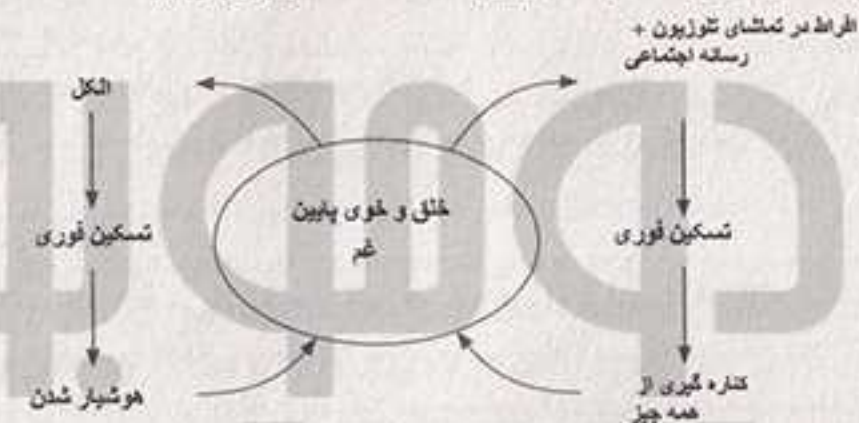 افراط در تماشای تلوزیون +
رسانه اجتماعی
الکل
خلق و خوی پایین
غم
تسکین فوری
تسکین فوری
کناره گیری از
همه چیز
هوشیار شدن